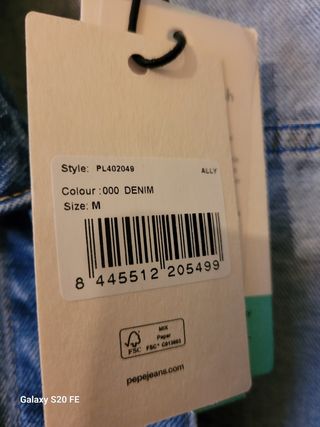 Style: PL402049 ALLY
Colour :000 DENIM
Size: M
8 445512 205499
FSC
MIX
Paper
pepejeans.com
Galaxy S20 FE